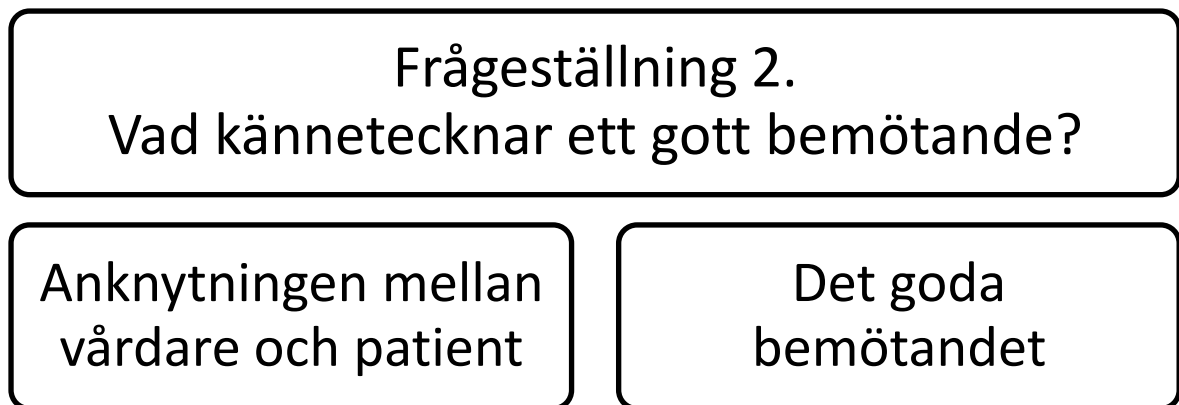 Frågeställning 2.
Vad kännetecknar ett gott bemötande?
Anknytningen mellan
vårdare och patient
Det goda
bemötandet